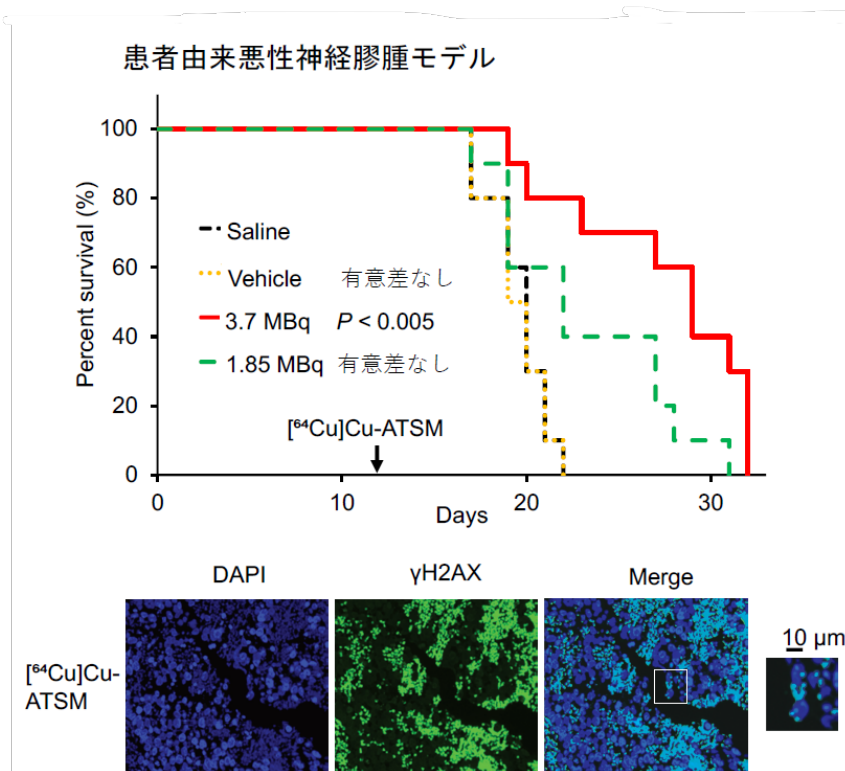 患者由来悪性神経膠腫モデル
Percent survival (%)
100
80
60
40
20
0
Saline
Vehicle 有意差なし
3.7 MBq P < 0.005
1.85 MBq 有意差なし
[⁶⁴Cu]Cu-ATSM
0 10 20 30
Days
DAPI γH2AX Merge
[⁶⁴Cu]Cu-
ATSM
10 μm